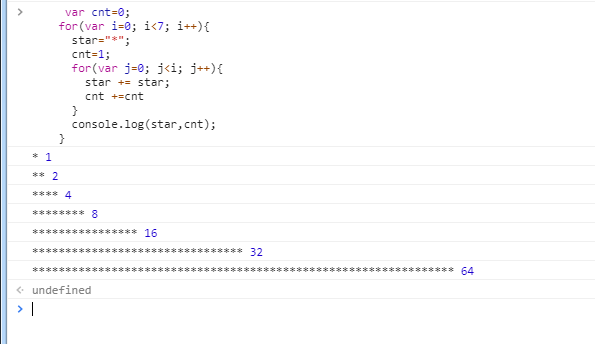 > var cnt=0;
for(var i=0; i<7; i++){
star="*";
cnt=1;
for(var j=0; j<i; j++){
star += star;
cnt +=cnt
}
console.log(star,cnt);
}
* 1
** 2
**** 4
******** 8
**************** 16
******************************** 32
**************************************************************** 64
undefined
>